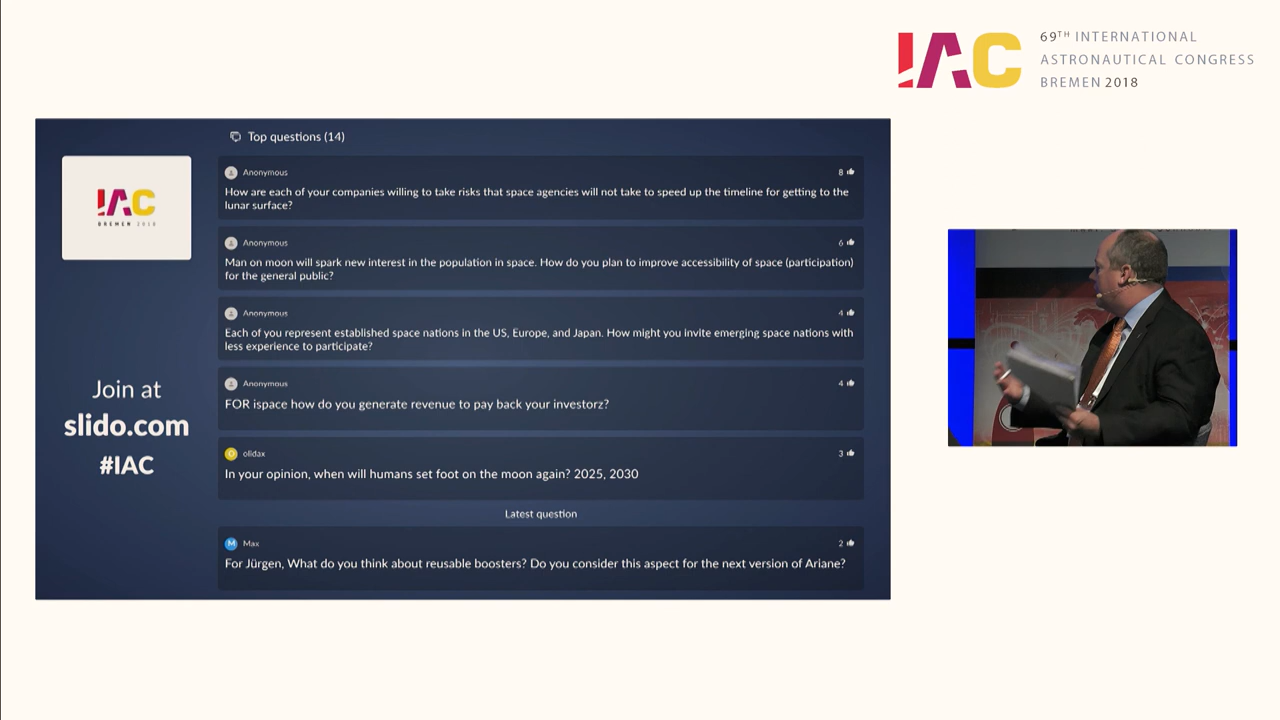 IAC
69TH INTERNATIONAL
ASTRONAUTICAL CONGRESS
BREMEN 2018
Top questions (14)
IAC
BREMEN 2018
Join at
slido.com
#IAC
Anonymous
8
How are each of your companies willing to take risks that space agencies will not take to speed up the timeline for getting to the
lunar surface?
Anonymous
6
Man on moon will spark new interest in the population in space. How do you plan to improve accessibility of space (participation)
for the general public?
Anonymous
4
Each of you represent established space nations in the US, Europe, and Japan. How might you invite emerging space nations with
less experience to participate?
Anonymous
4
FOR ispace how do you generate revenue to pay back your investorz?
O
olidax
3
In your opinion, when will humans set foot on the moon again? 2025, 2030
Latest question
M
Max
2
For Jürgen, What do you think about reusable boosters? Do you consider this aspect for the next version of Ariane?